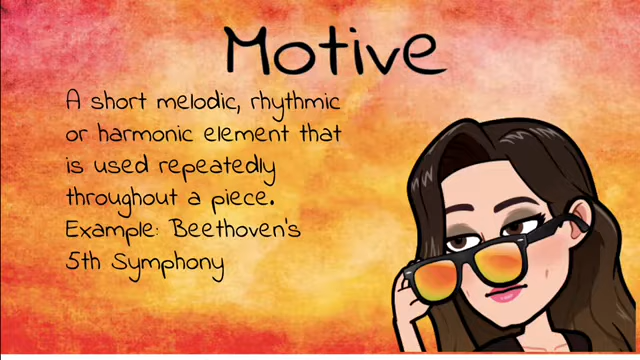 Motive
A short melodic, rhythmic
or harmonic element that
is used repeatedly
throughout a piece.
Example: Beethoven's
5th Symphony